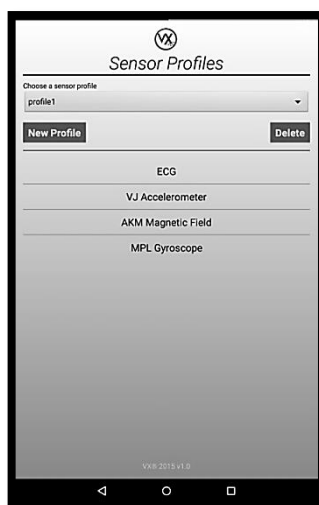 VX
Sensor Profiles
Choose a sensor profile
profile1
New Profile
Delete
ECG
VJ Accelerometer
AKM Magnetic Field
MPL Gyroscope
2015 v1.0